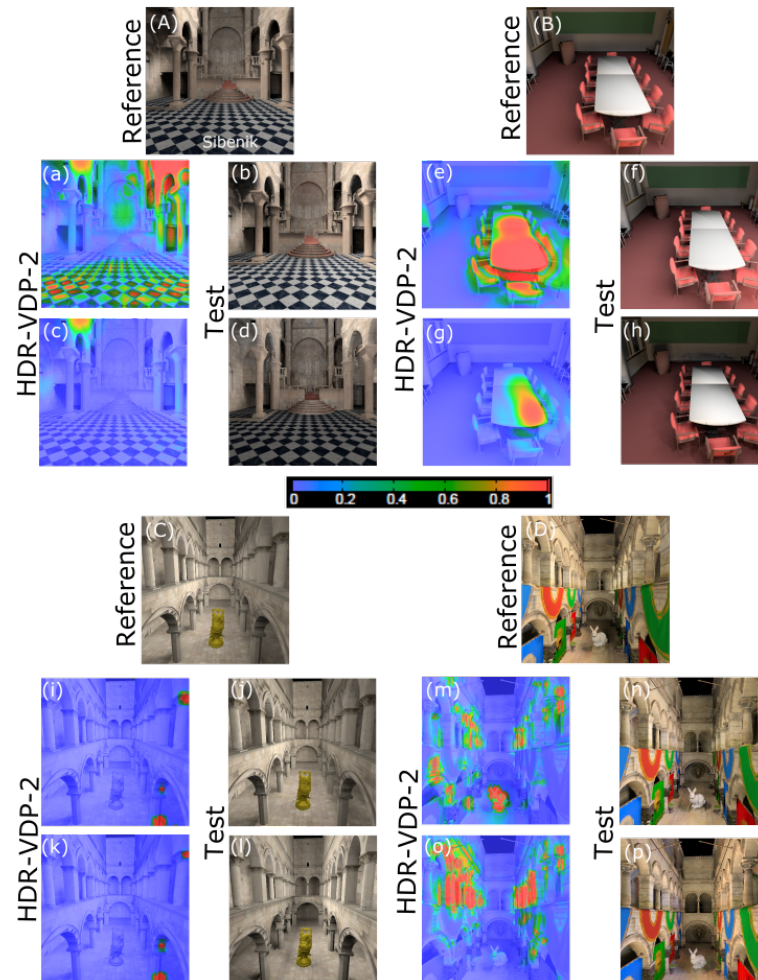 Reference
(A)
Sibenik
Reference
(B)
HDR-VDP-2
(a)
(c)
Test
(b)
(d)
HDR-VDP-2
(e)
(g)
Test
(f)
(h)
0 0.2 0.4 0.6 0.8 1
Reference
(C)
Reference
(D)
HDR-VDP-2
(i)
(k)
Test
(j)
(l)
HDR-VDP-2
(m)
(o)
Test
(n)
(p)